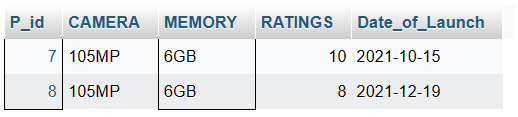 P_id CAMERA MEMORY RATINGS Date_of_Launch
7 105MP 6GB 10 2021-10-15
8 105MP 6GB 8 2021-12-19